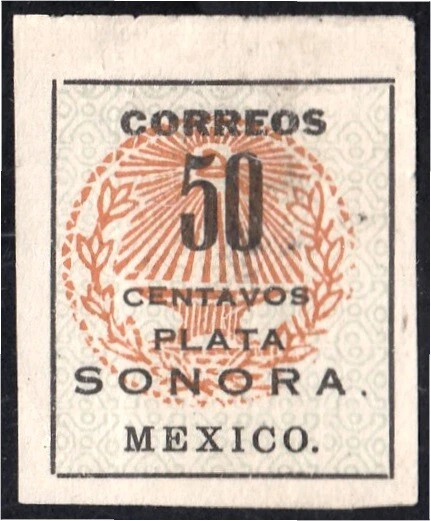 CORREOS
50
CENTAVOS
PLATA
SONORA.
MEXICO.